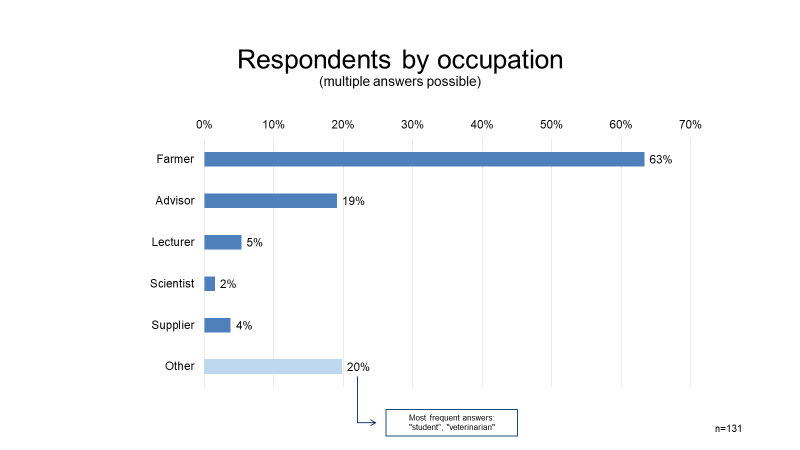 Respondents by occupation
(multiple answers possible)
0% 10% 20% 30% 40% 50% 60% 70%
Farmer 63%
Advisor 19%
Lecturer 5%
Scientist 2%
Supplier 4%
Other 20%
Most frequent answers:
"student", "veterinarian"
n=131